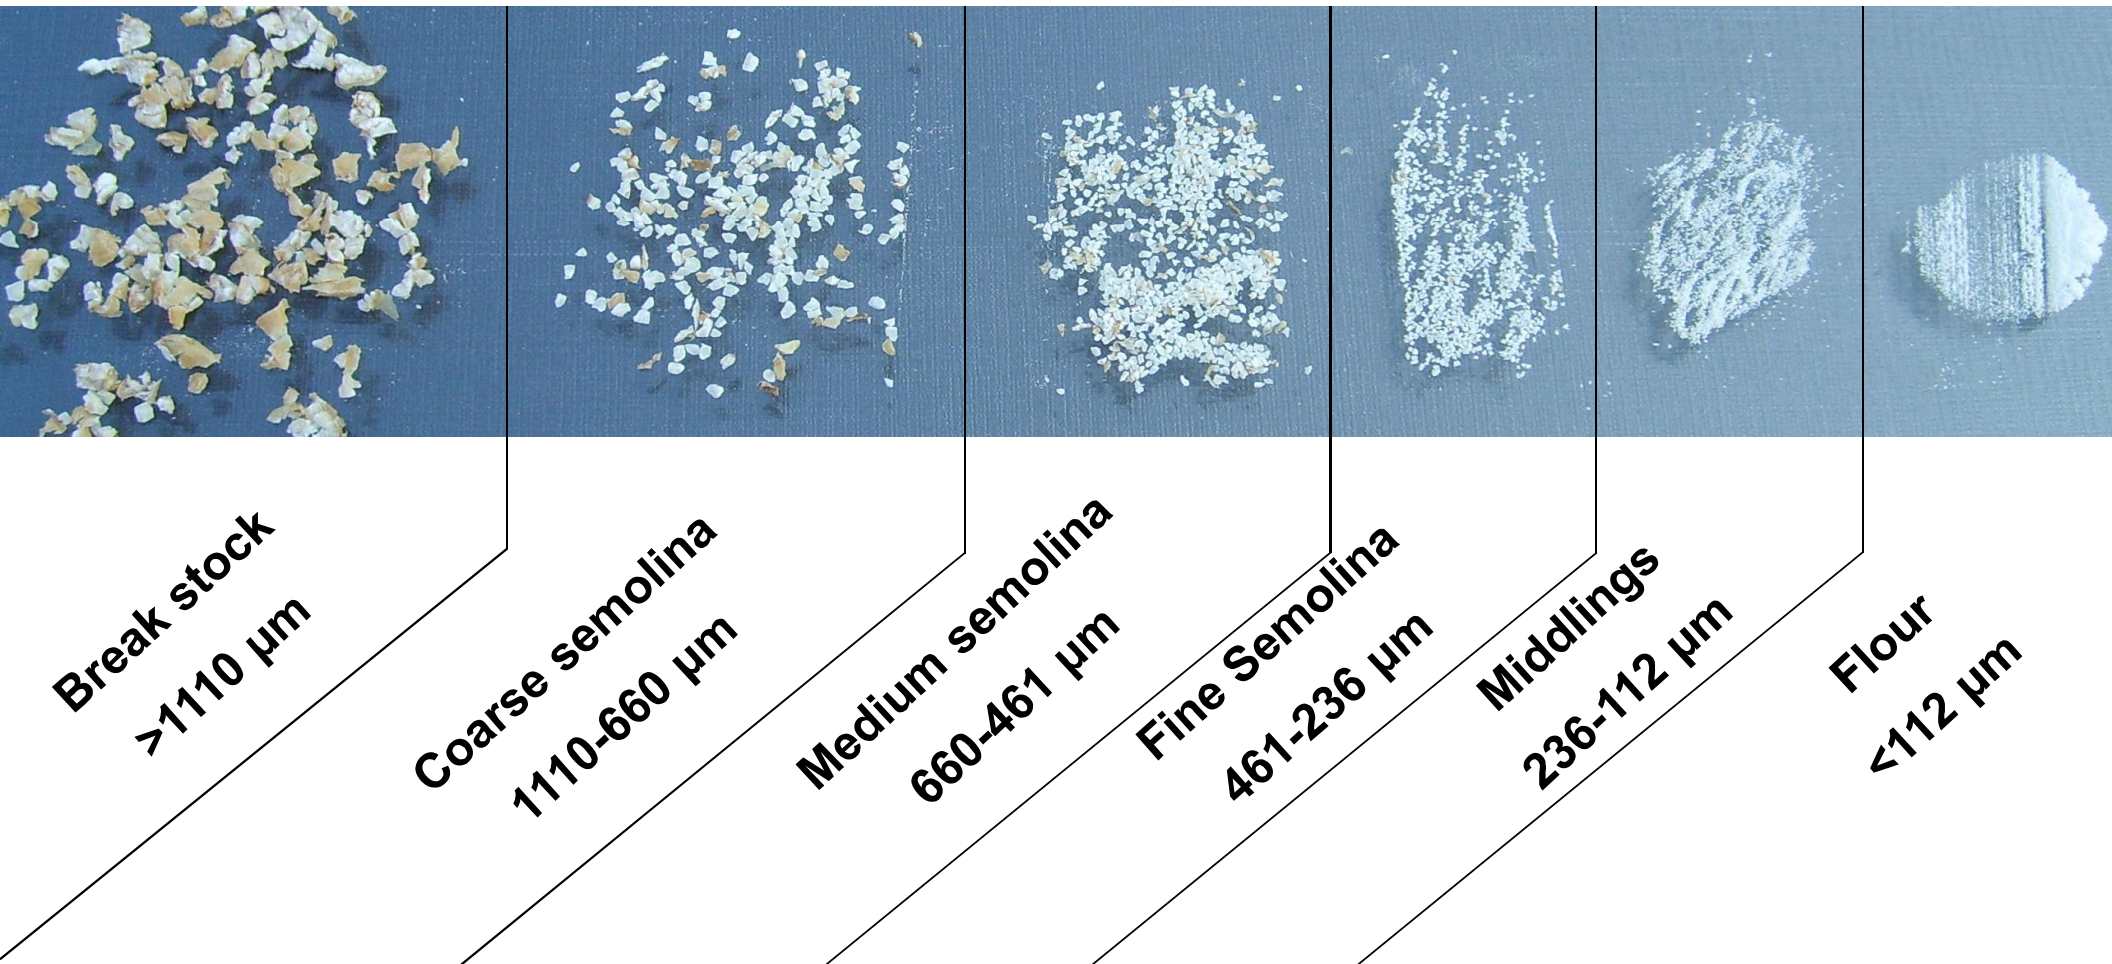 Break stock
>1110 µm
Coarse semolina
1110-660 µm
Medium semolina
660-461 µm
Fine Semolina
461-236 µm
Middlings
236-112 µm
Flour
<112 µm